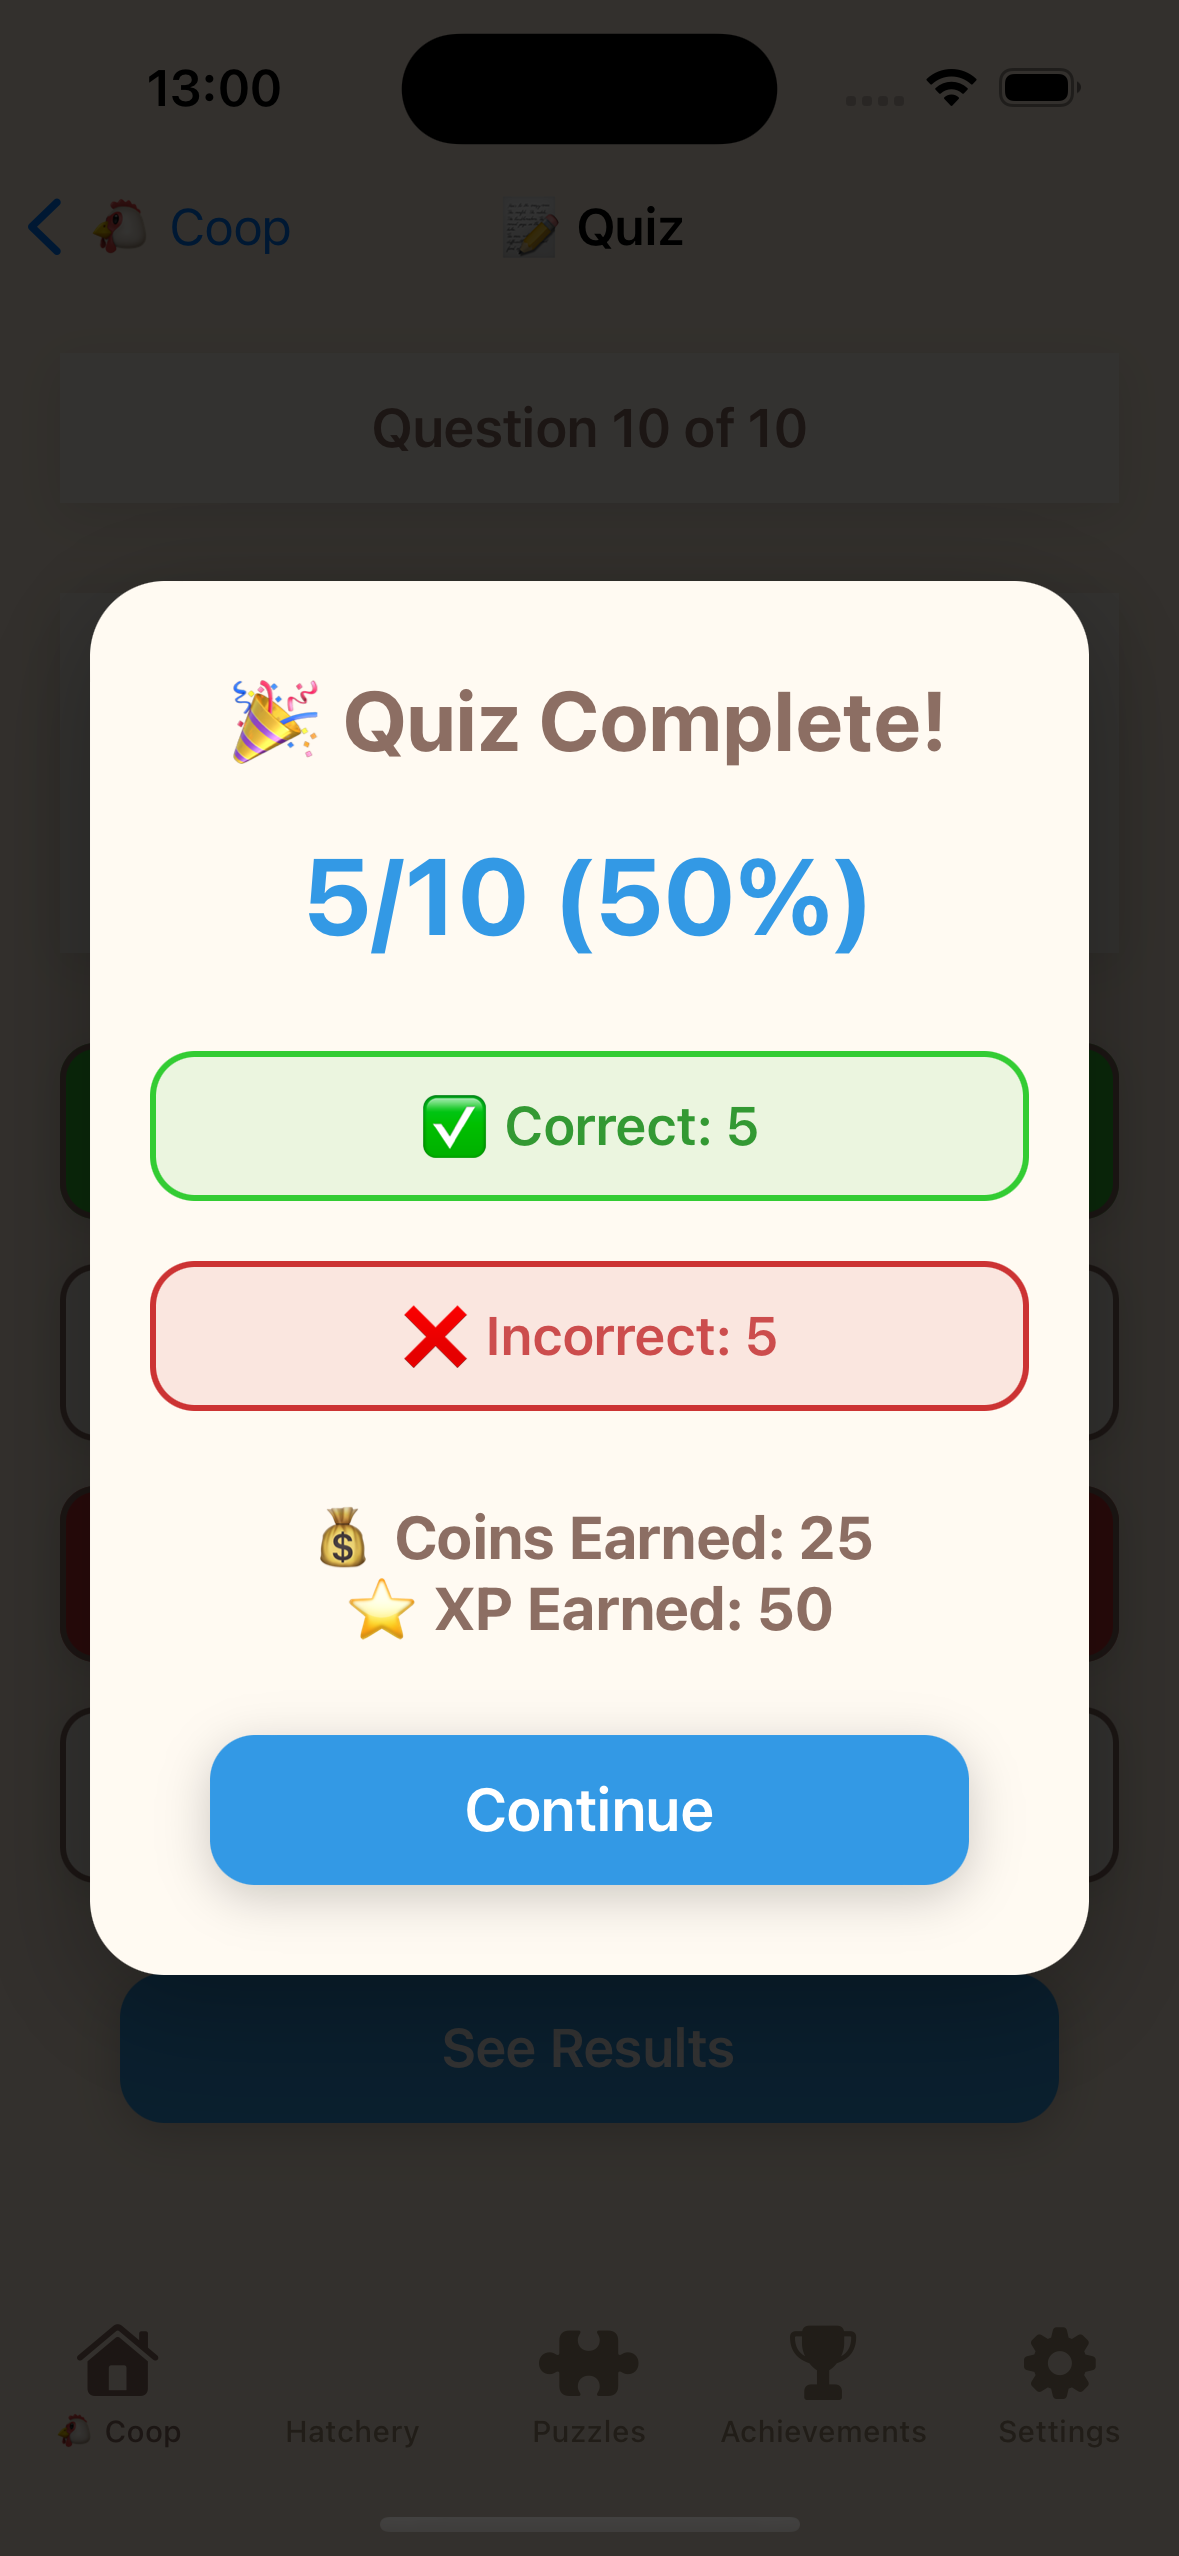 13:00
Coop
Quiz
Question 10 of 10
Quiz Complete!
5/10 (50%)
Correct: 5
Incorrect: 5
Coins Earned: 25
XP Earned: 50
Continue
See Results
Coop
Hatchery
Puzzles
Achievements
Settings